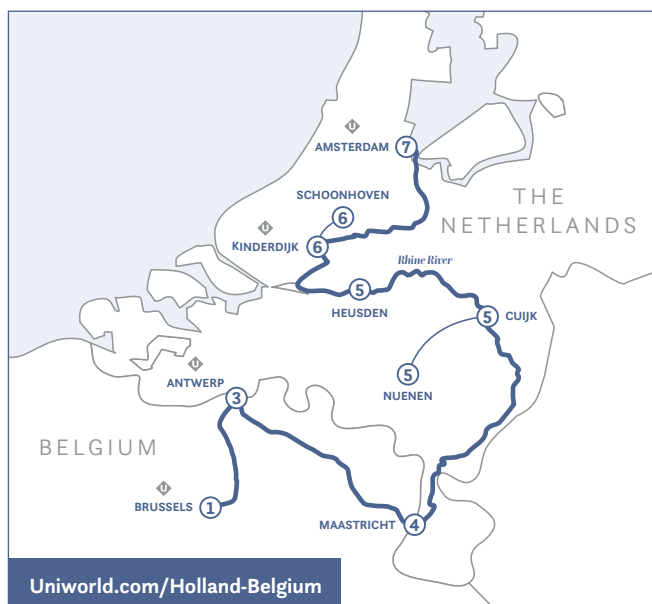 AMSTERDAM
7
SCHOONHOVEN
6
THE
NETHERLANDS
KINDERDIJK
6
Rhine River
5
HEUSDEN
5
CUIJK
ANTWERP
3
5
NUENEN
BELGIUM
BRUSSELS
1
MAASTRICHT
4
Uniworld.com/Holland-Belgium
U
U
U
U